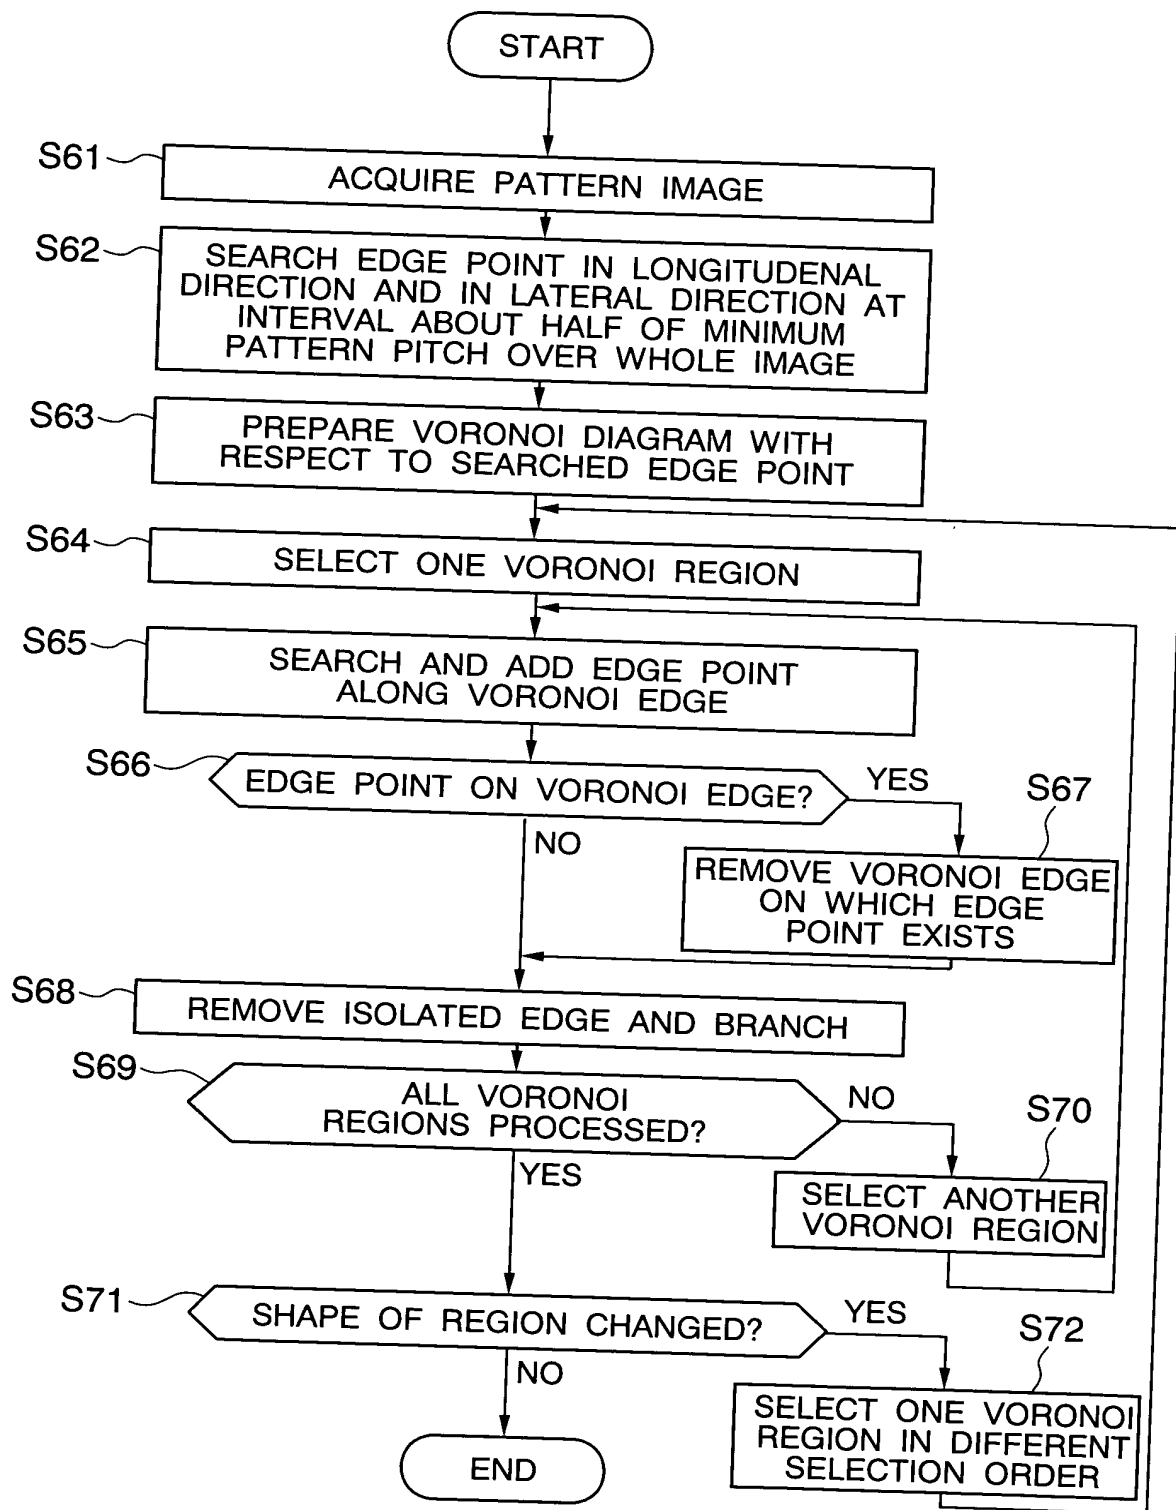 START
S61
ACQUIRE PATTERN IMAGE
S62
SEARCH EDGE POINT IN LONGITUDENAL
DIRECTION AND IN LATERAL DIRECTION AT
INTERVAL ABOUT HALF OF MINIMUM
PATTERN PITCH OVER WHOLE IMAGE
S63
PREPARE VORONOI DIAGRAM WITH
RESPECT TO SEARCHED EDGE POINT
S64
SELECT ONE VORONOI REGION
S65
SEARCH AND ADD EDGE POINT
ALONG VORONOI EDGE
S66
EDGE POINT ON VORONOI EDGE?
YES
S67
NO
REMOVE VORONOI EDGE
ON WHICH EDGE
POINT EXISTS
S68
REMOVE ISOLATED EDGE AND BRANCH
S69
ALL VORONOI
REGIONS PROCESSED?
NO
S70
YES
SELECT ANOTHER
VORONOI REGION
S71
SHAPE OF REGION CHANGED?
YES
S72
NO
SELECT ONE VORONOI
REGION IN DIFFERENT
SELECTION ORDER
END